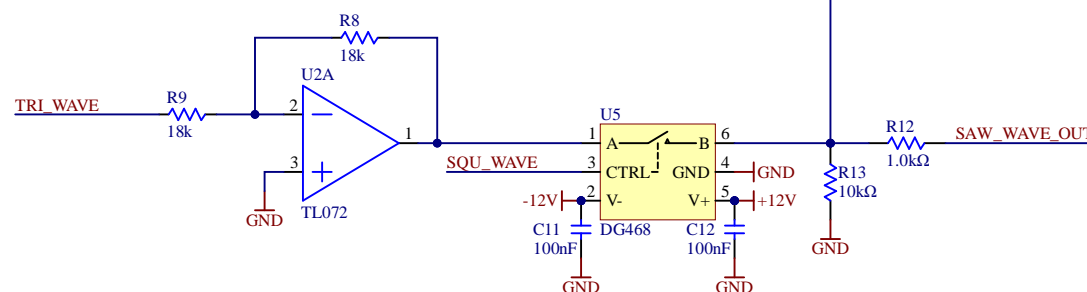 R8
18k
U2A
TRI_WAVE
R9
18k
2
1
3
TL072
GND
U5
1
A
B
6
SQU_WAVE
3
CTRL
GND
4
GND
-12V
2
V-
V+
5
+12V
C11
100nF
DG468
C12
100nF
GND
GND
R12
1.0kΩ
SAW_WAVE_OUT
R13
10kΩ
GND